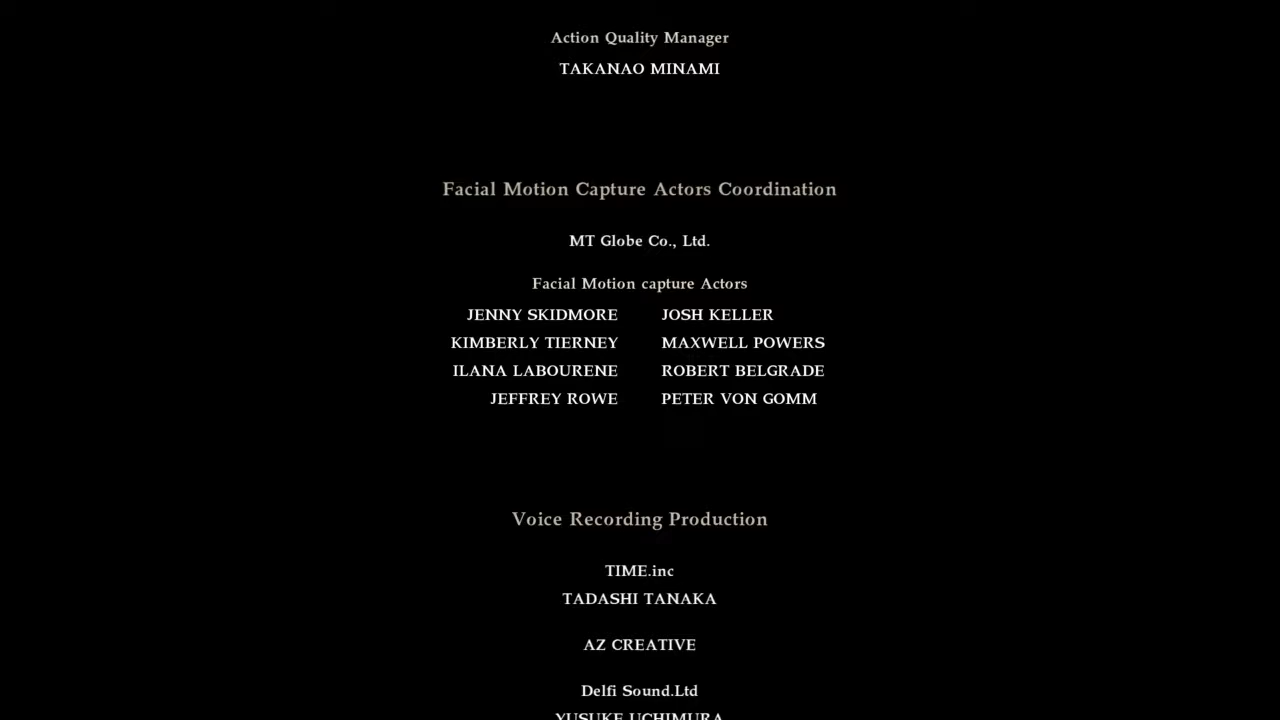 Action Quality Manager
TAKANAO MINAMI
Facial Motion Capture Actors Coordination
MT Globe Co., Ltd.
Facial Motion capture Actors
JENNY SKIDMORE JOSH KELLER
KIMBERLY TIERNEY MAXWELL POWERS
ILANA LABOURENE ROBERT BELGRADE
JEFFREY ROWE PETER VON GOMM
Voice Recording Production
TIME.inc
TADASHI TANAKA
AZ CREATIVE
Delfi Sound.Ltd
YUSUKE UCHIMURA